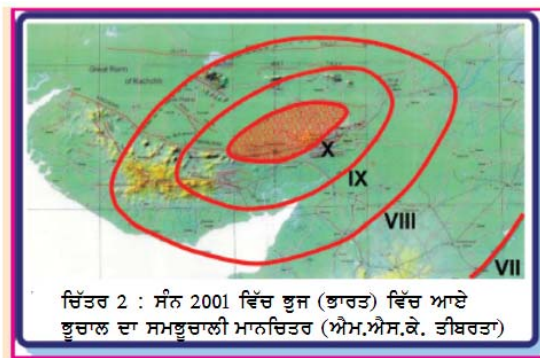 Great Rann
of Kachchh
X
IX
VIII
VII
ਚਿੱਤਰ 2 : ਸੰਨ 2001 ਵਿੱਚ ਭੁਜ (ਭਾਰਤ) ਵਿੱਚ ਆਏ
ਭੂਚਾਲ ਦਾ ਸਮਭੂਚਾਲੀ ਮਾਨਚਿਤਰ (ਐਮ.ਐਸ.ਕੇ. ਤੀਬਰਤਾ)